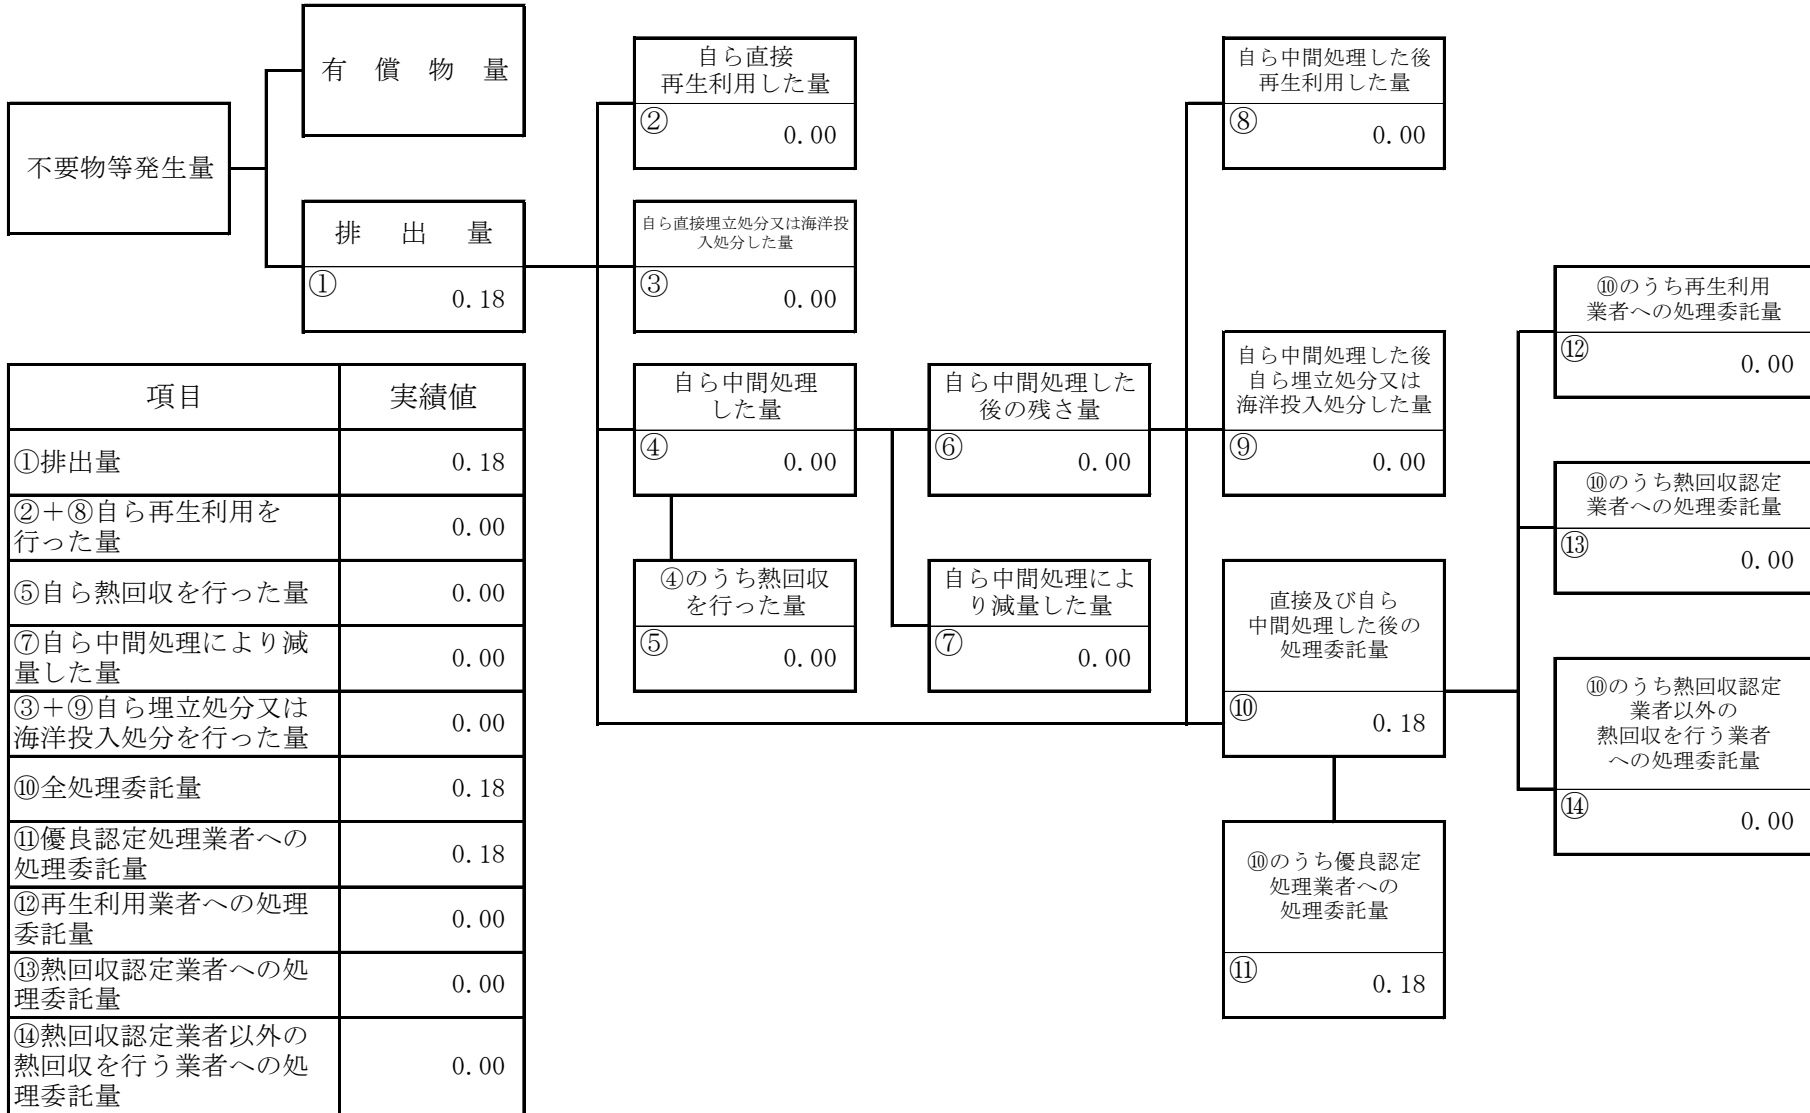 有償物量
不要物等発生量
排出量
①
0.18
自ら直接
再生利用した量
②
0.00
自ら直接埋立処分又は海洋投
入処分した量
③
0.00
自ら中間処理
した量
④
0.00
④のうち熱回収
を行った量
⑤
0.00
自ら中間処理した
後の残さ量
⑥
0.00
自ら中間処理によ
り減量した量
⑦
0.00
自ら中間処理した後
再生利用した量
⑧
0.00
自ら中間処理した後
自ら埋立処分又は
海洋投入処分した量
⑨
0.00
直接及び自ら
中間処理した後の
処理委託量
⑩
0.18
⑩のうち優良認定
処理業者への
処理委託量
⑪
0.18
⑩のうち再生利用
業者への処理委託量
⑫
0.00
⑩のうち熱回収認定
業者への処理委託量
⑬
0.00
⑩のうち熱回収認定
業者以外の
熱回収を行う業者
への処理委託量
⑭
0.00
項目 実績値
①排出量 0.18
②+⑧自ら再生利用を
行った量 0.00
⑤自ら熱回収を行った量 0.00
⑦自ら中間処理により減
量した量 0.00
③+⑨自ら埋立処分又は
海洋投入処分を行った量 0.00
⑩全処理委託量 0.18
⑪優良認定処理業者への
処理委託量 0.18
⑫再生利用業者への処理
委託量 0.00
⑬熱回収認定業者への処
理委託量 0.00
⑭熱回収認定業者以外の
熱回収を行う業者への処 0.00
理委託量